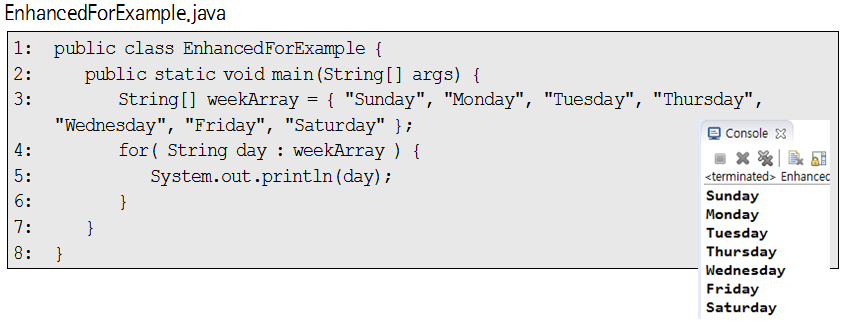 EnhancedForExample.java
1: public class EnhancedForExample {
2: public static void main(String[] args) {
3: String[] weekArray = { "Sunday", "Monday", "Tuesday", "Thursday",
"Wednesday", "Friday", "Saturday" };
4: for( String day : weekArray ) {
5: System.out.println(day);
6: }
7: }
8: }
Console
<terminated> Enhanced
Sunday
Monday
Tuesday
Thursday
Wednesday
Friday
Saturday